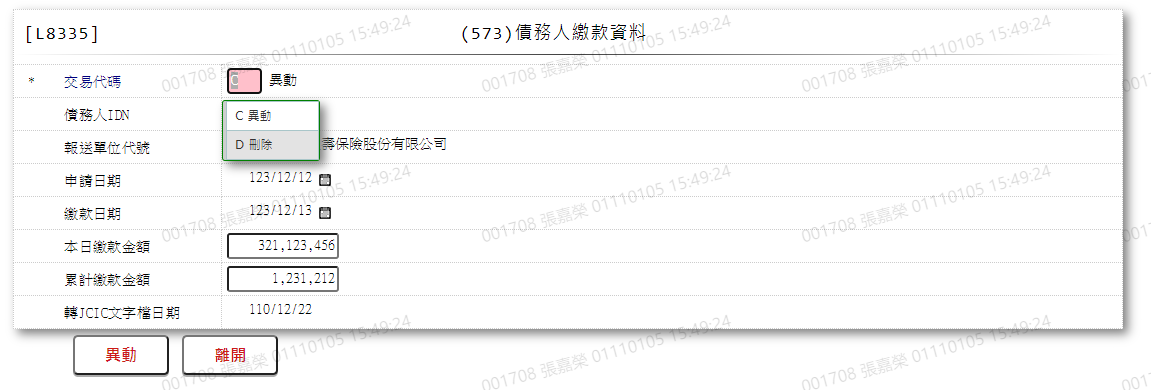 [L8335] (573)債務人繳款資料
* 交易代碼 異動
債務人IDN C 異動
報送單位代號 D 刪除 壽保險股份有限公司
申請日期 123/12/12
繳款日期 123/12/13
本日繳款金額 321,123,456
累計繳款金額 1,231,212
轉JCIC文字檔日期 110/12/22
異動 離開
001708 張嘉榮 01110105 15:49:24